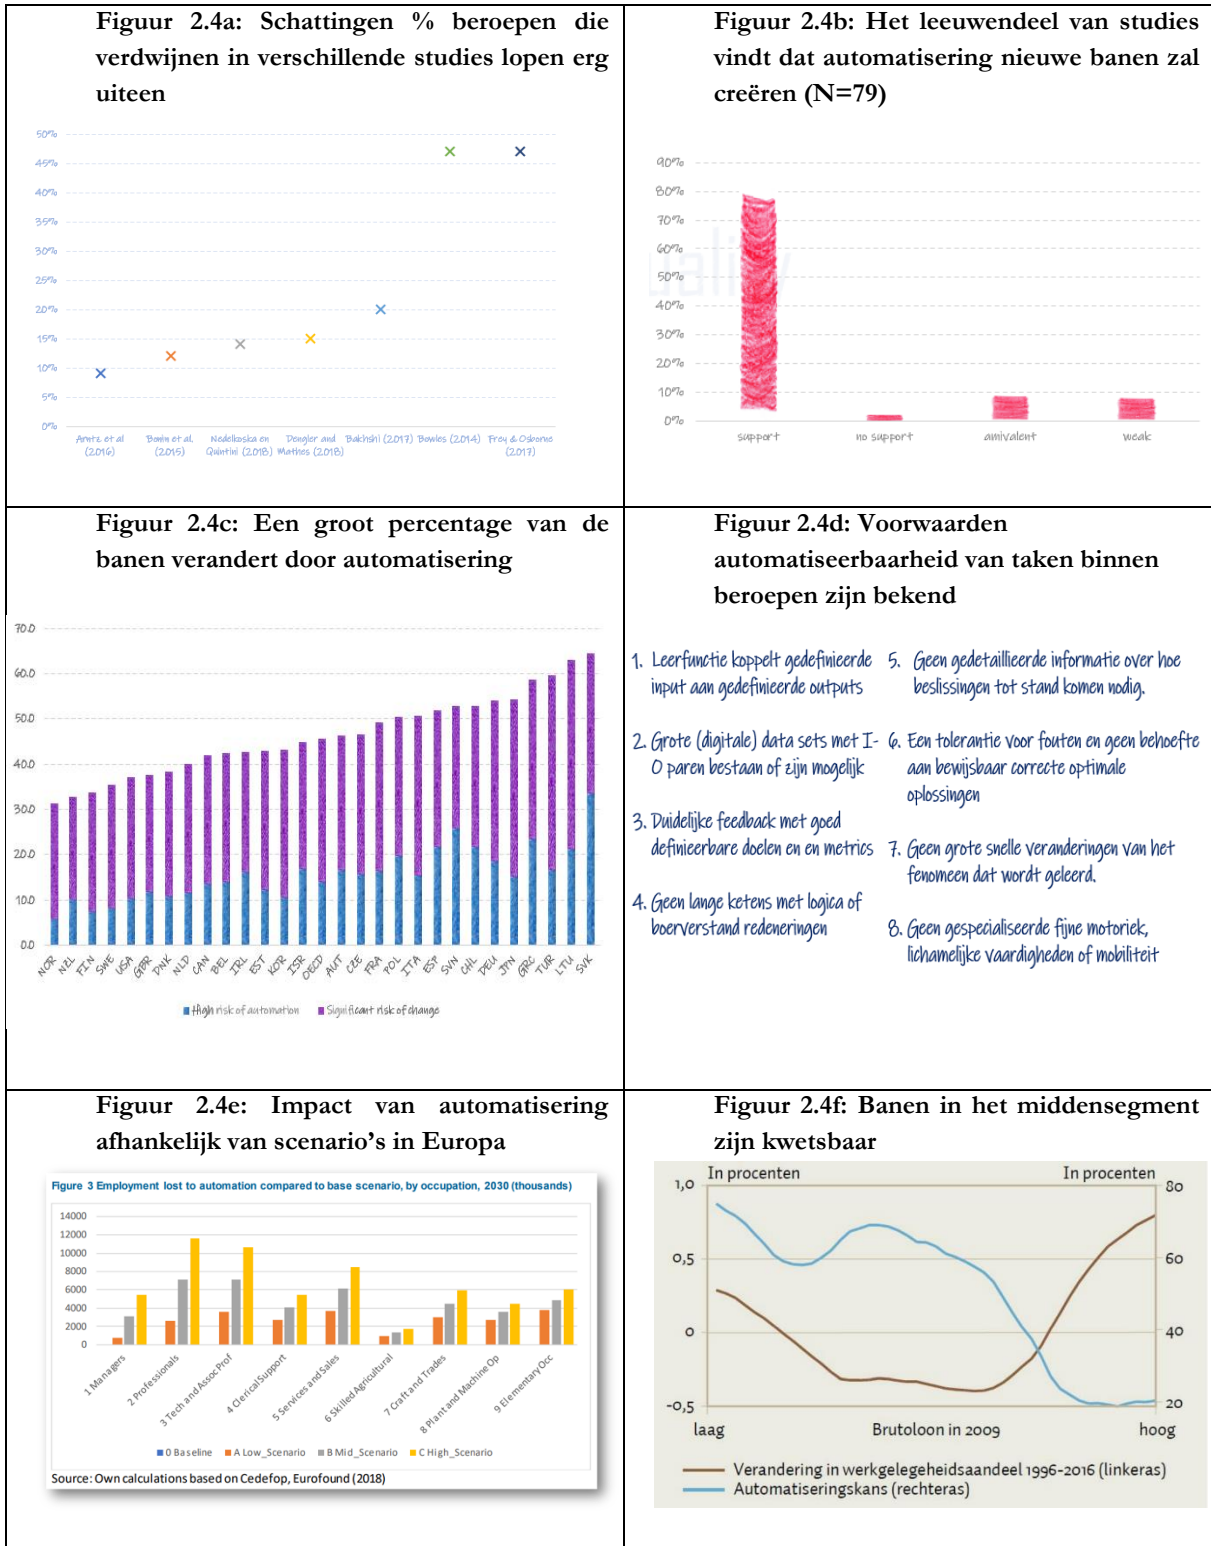 Figuur 2.4a: Schattingen % beroepen die
verdwijnen in verschillende studies lopen erg
uiteen
50%
45%
40%
35%
30%
25%
20%
15%
10%
5%
0%
Arntz et al (2016)
Bonin et al. (2015)
Nedelkoska en Quintini (2018)
Dengler and Mathes (2018)
Bakhshi (2017)
Bowles (2014)
Frey & Osborne (2017)
Figuur 2.4b: Het leeuwendeel van studies
vindt dat automatisering nieuwe banen zal
creëren (N=79)
90%
80%
70%
60%
50%
40%
30%
20%
10%
0%
support
no support
amivalent
weak
Figuur 2.4c: Een groot percentage van de
banen verandert door automatisering
70.0
60.0
50.0
40.0
30.0
20.0
10.0
0.0
NOR NZL FIN SWE USA GBR DNK NLD CAN BEL IRL EST KOR ISR OECD AUT CZE FRA POL ITA ESP SVN CHL DEU JPN GRC TUR LTU SVK
High risk of automation Significant risk of change
Figuur 2.4d: Voorwaarden
automatiseerbaarheid van taken binnen
beroepen zijn bekend
1. Leerfunctie koppelt gedefinieerde
input aan gedefinieerde outputs
2. Grote (digitale) data sets met I-
O paren bestaan of zijn mogelijk
3. Duidelijke feedback met goed
definieerbare doelen en en metrics
4. Geen lange ketens met logica of
boerverstand redeneringen
5. Geen gedetaillieerde informatie over hoe
beslissingen tot stand komen nodig.
6. Een tolerantie voor fouten en geen behoefte
aan bewijsbaar correcte optimale
oplossingen
7. Geen grote snelle veranderingen van het
fenomeen dat wordt geleerd.
8. Geen gespecialiseerde fijne motoriek,
lichamelijke vaardigheden of mobiliteit
Figuur 2.4e: Impact van automatisering
afhankelijk van scenario's in Europa
Figure 3 Employment lost to automation compared to base scenario, by occupation, 2030 (thousands)
14000
12000
10000
8000
6000
4000
2000
0
1 Managers
2 Professionals
3 Tech and Assoc Prof
4 Clerical Support
5 Services and Sales
6 Skilled Agricultural
7 Craft and Trades
8 Plant and Machine Op
9 Elementary Occ
0 Baseline A Low_Scenario B Mid_Scenario C High_Scenario
Source: Own calculations based on Cedefop, Eurofound (2018)
Figuur 2.4f: Banen in het middensegment
zijn kwetsbaar
In procenten In procenten
1,0 80
0,5 60
0 40
-0,5 20
laag Brutoloon in 2009 hoog
Verandering in werkgelegeheidsaandeel 1996-2016 (linkeras)
Automatiseringskans (rechteras)